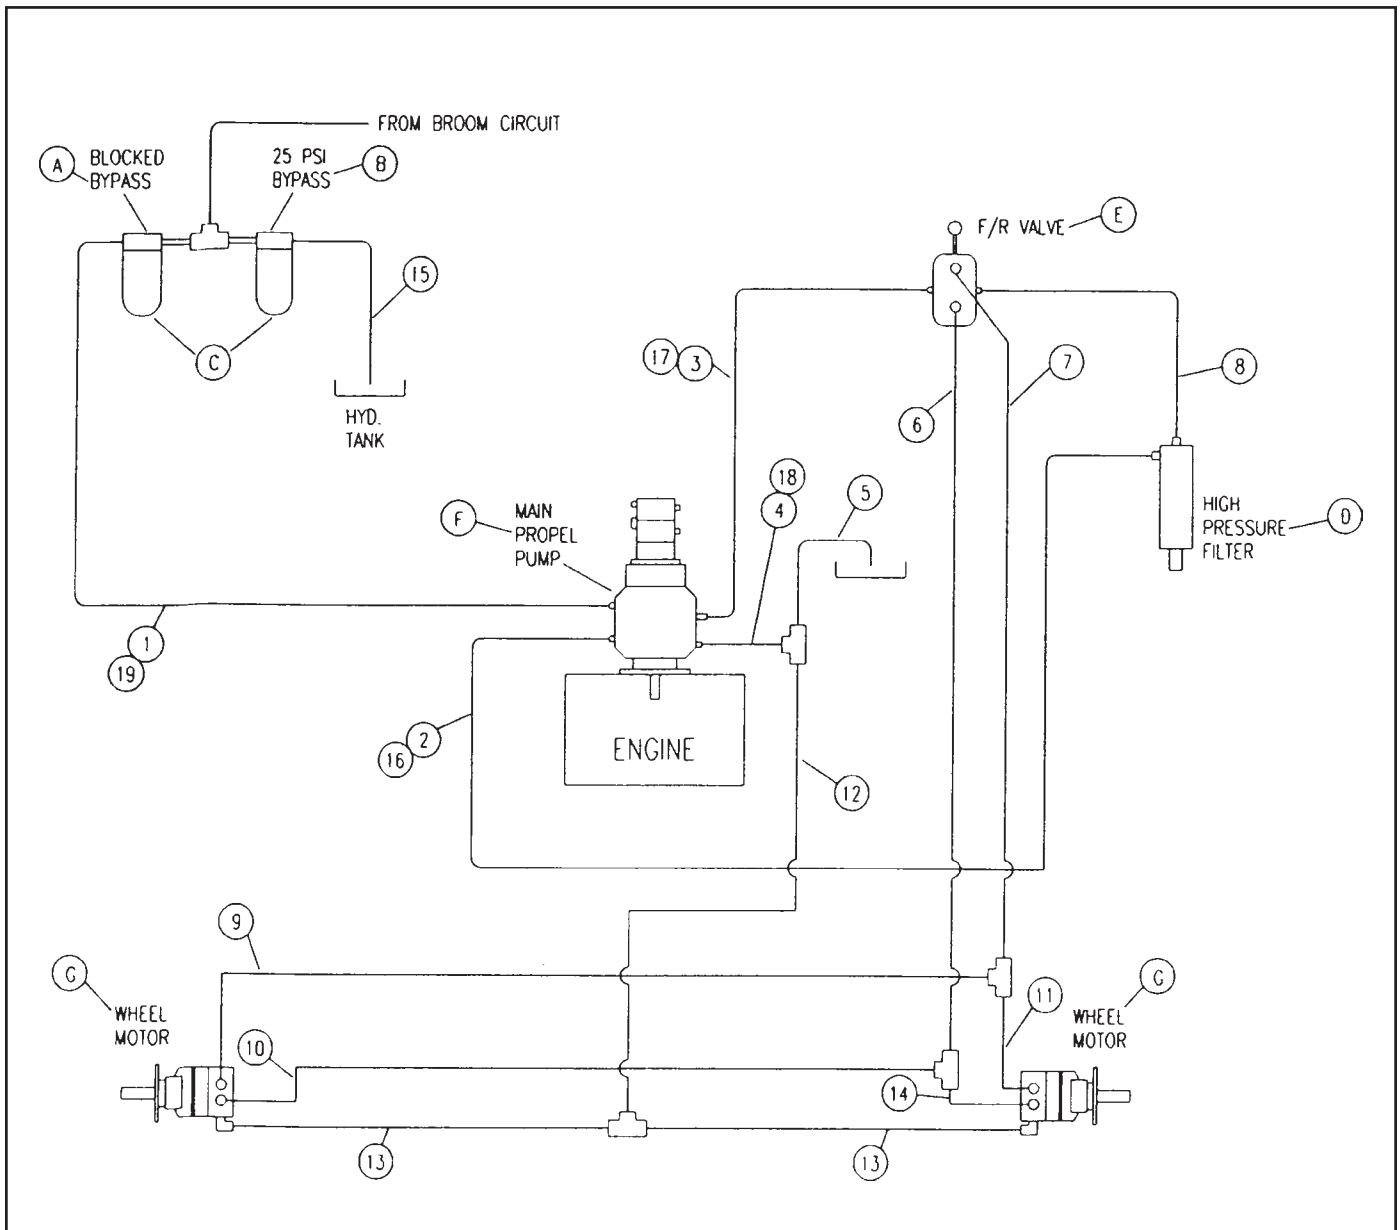 FROM BROOM CIRCUIT
A
BLOCKED
BYPASS
25 PSI
BYPASS
B
F/R VALVE
E
15
C
17
3
7
8
HYD.
TANK
6
18
5
4
F
MAIN
PROPEL
PUMP
HIGH
PRESSURE
FILTER
D
1
19
2
16
ENGINE
12
9
G
WHEEL
MOTOR
11
G
WHEEL
MOTOR
10
14
13
13